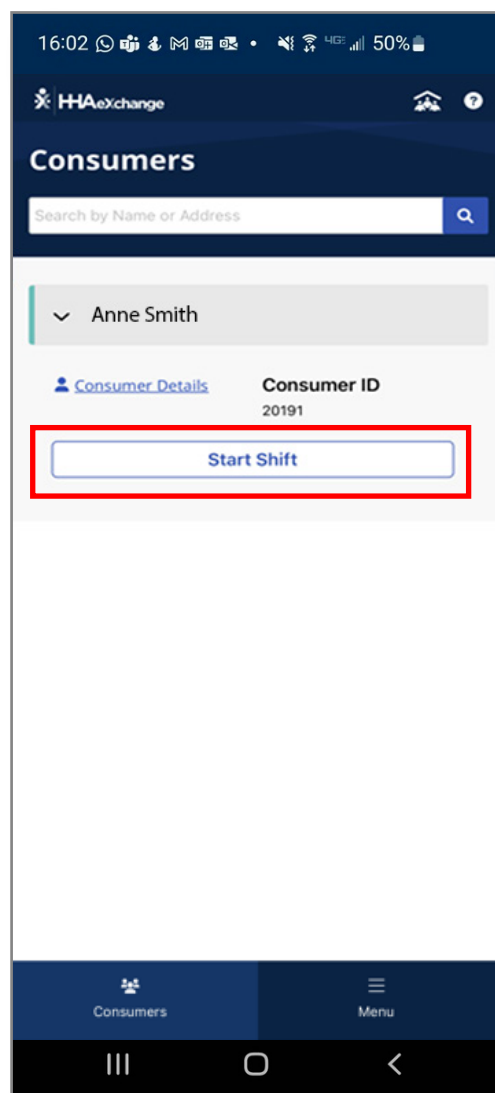 16:02 4GE 50%
HHAeXchange
Consumers
Search by Name or Address
Anne Smith
Consumer Details
Consumer ID
20191
Start Shift
Consumers
Menu